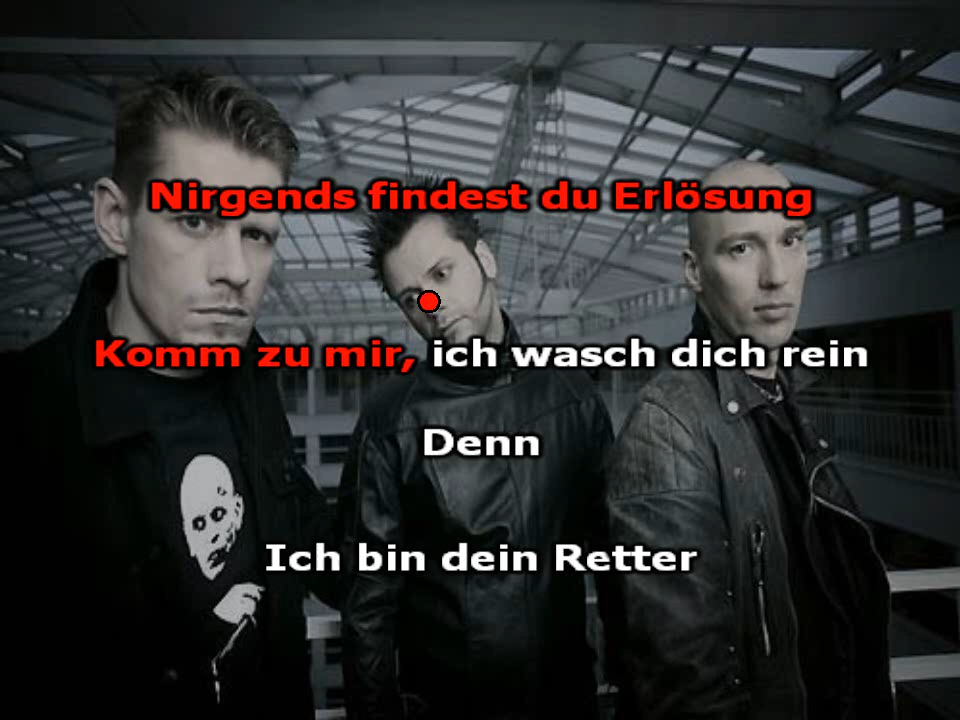 Nirgends findest du Erlösung
Komm zu mir, ich wasch dich rein
Denn
Ich bin dein Retter